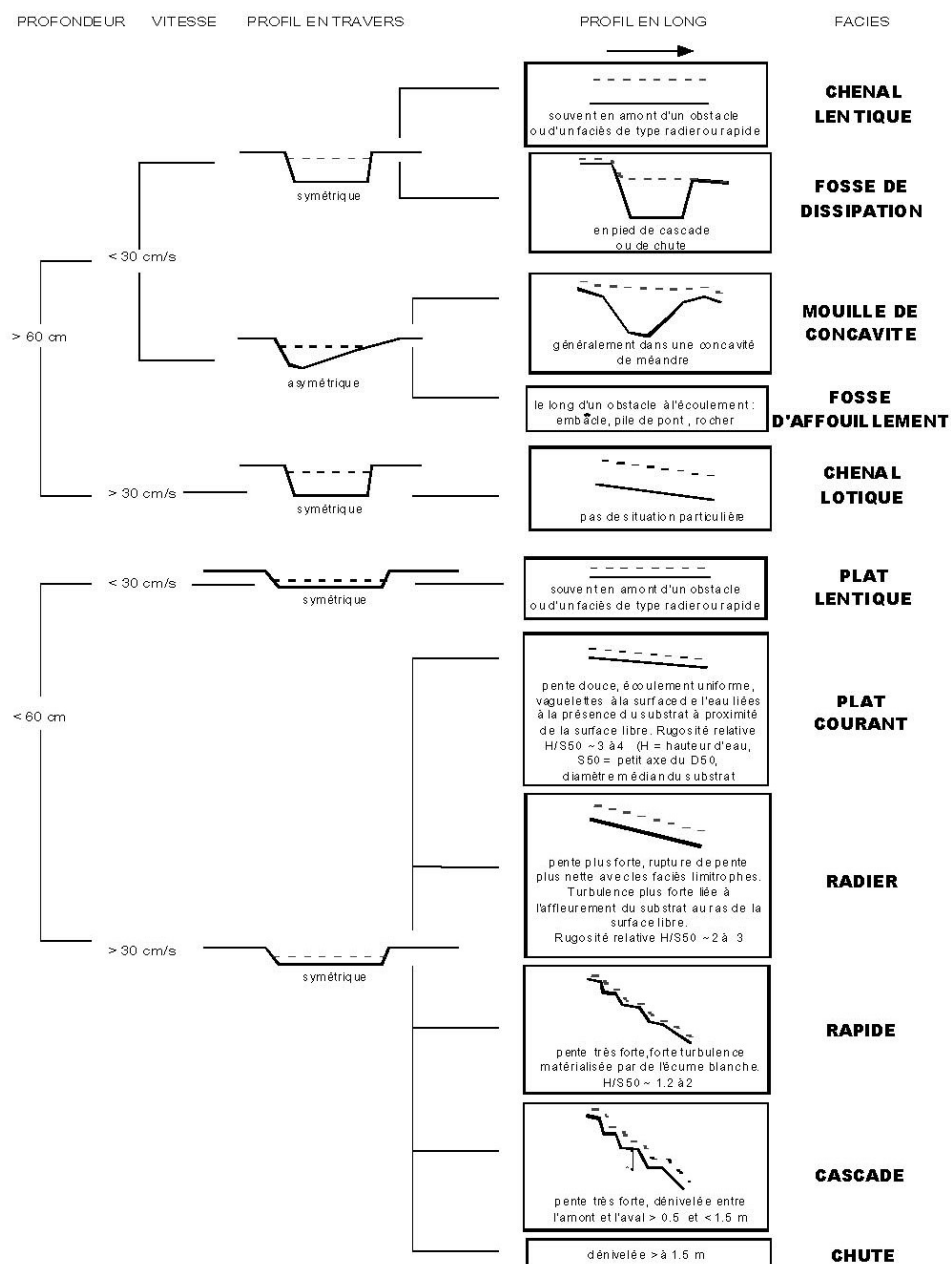 PROFONDEUR VITESSE PROFIL EN TRAVERS PROFIL EN LONG FACIES
souvent en amont d'un obstacle
ou d'un faciès de type radier ou rapide
CHENAL
LENTIQUE
symétrique
en pied de cascade
ou de chute
FOSSE DE
DISSIPATION
< 30 cm/s
> 60 cm
asymétrique
généralement dans une concavité
de méandre
MOUILLE DE
CONCAVITE
le long d'un obstacle à l'écoulement :
embâcle, pile de pont , rocher
FOSSE
D'AFFOUILLEMENT
> 30 cm/s
symétrique
pas de situation particulière
CHENAL
LOTIQUE
< 30 cm/s
symétrique
souvent en amont d'un obstacle
ou d'un faciès de type radier ou rapide
PLAT
LENTIQUE
< 60 cm
pente douce, écoulement uniforme,
vaguelettes à la surface de l'eau liées
à la présence du substrat à proximité
de la surface libre. Rugosité relative
H/S50 ~ 3 à 4 (H = hauteur d'eau,
S50 = petit axe du D50,
diamètre médian du substrat
PLAT
COURANT
pente plus forte, rupture de pente
plus nette avec les faciès limitrophes.
Turbulence plus forte liée à
l'affleurement du substrat au ras de la
surface libre.
Rugosité relative H/S50 ~ 2 à 3
RADIER
> 30 cm/s
symétrique
pente très forte, forte turbulence
matérialisée par de l'écume blanche.
H/S50 ~ 1.2 à 2
RAPIDE
pente très forte, dénivelée entre
l'amont et l'aval > 0.5 et < 1.5 m
CASCADE
dénivelée > à 1.5 m
CHUTE